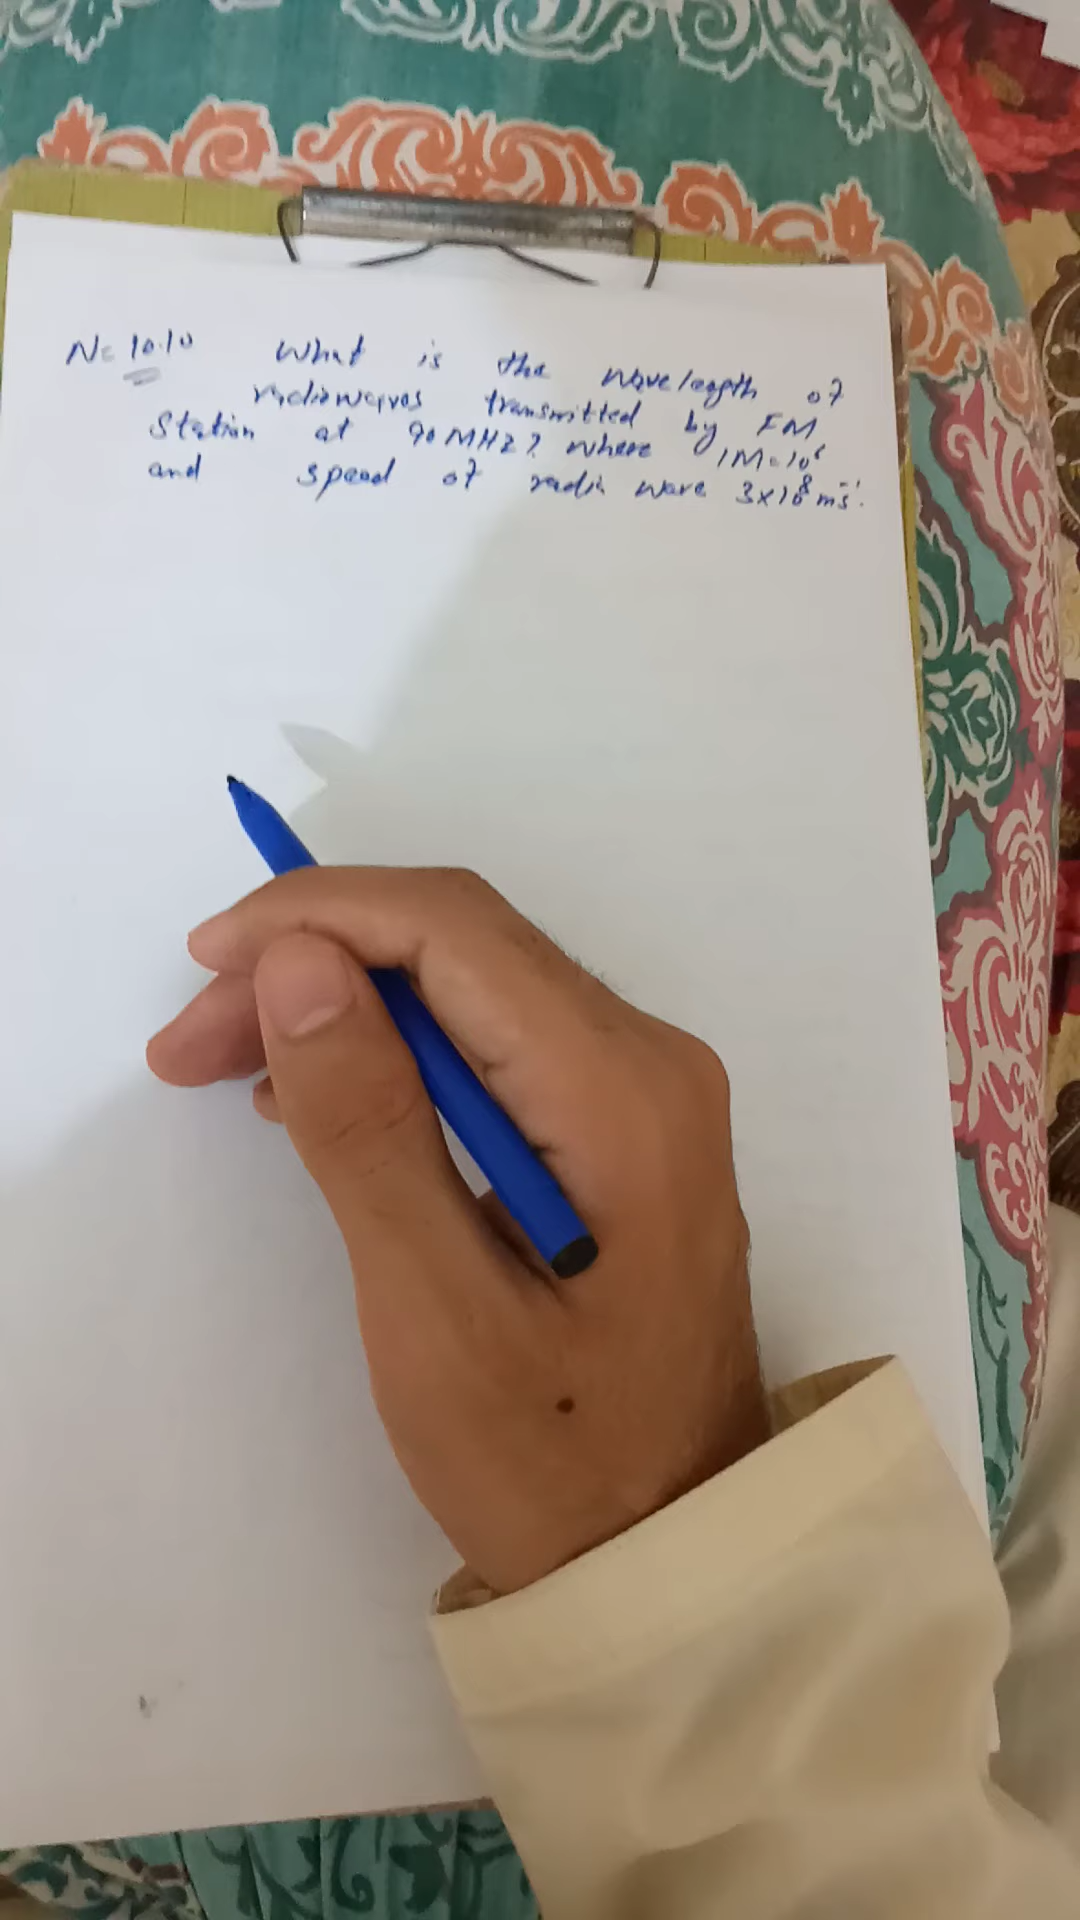 N= 10.10 What is the wavelength of
radiowaves transmitted by FM
Station at 90 MHz? where 1M=10⁶
and speed of radio wave 3x10⁸ ms⁻¹.